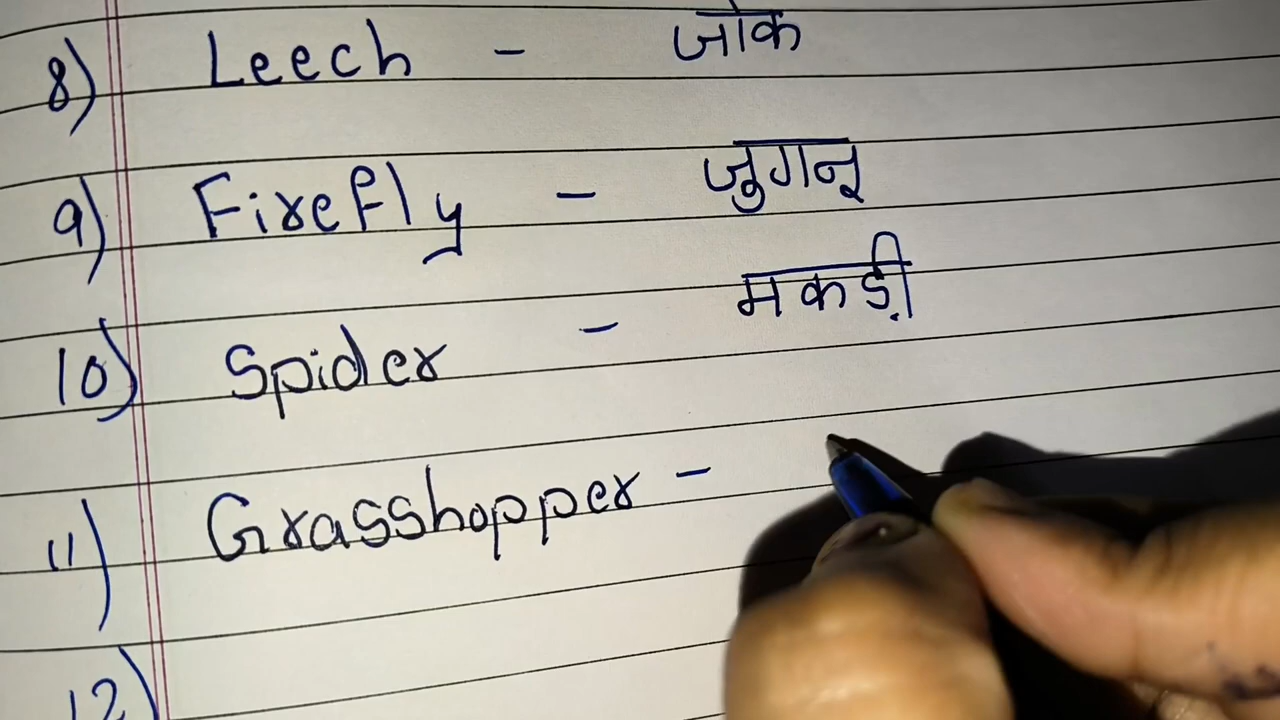 8) Leech - जोक
9) Firefly - जुगनू
10) Spider - मकड़ी
11) Grasshopper -
12)